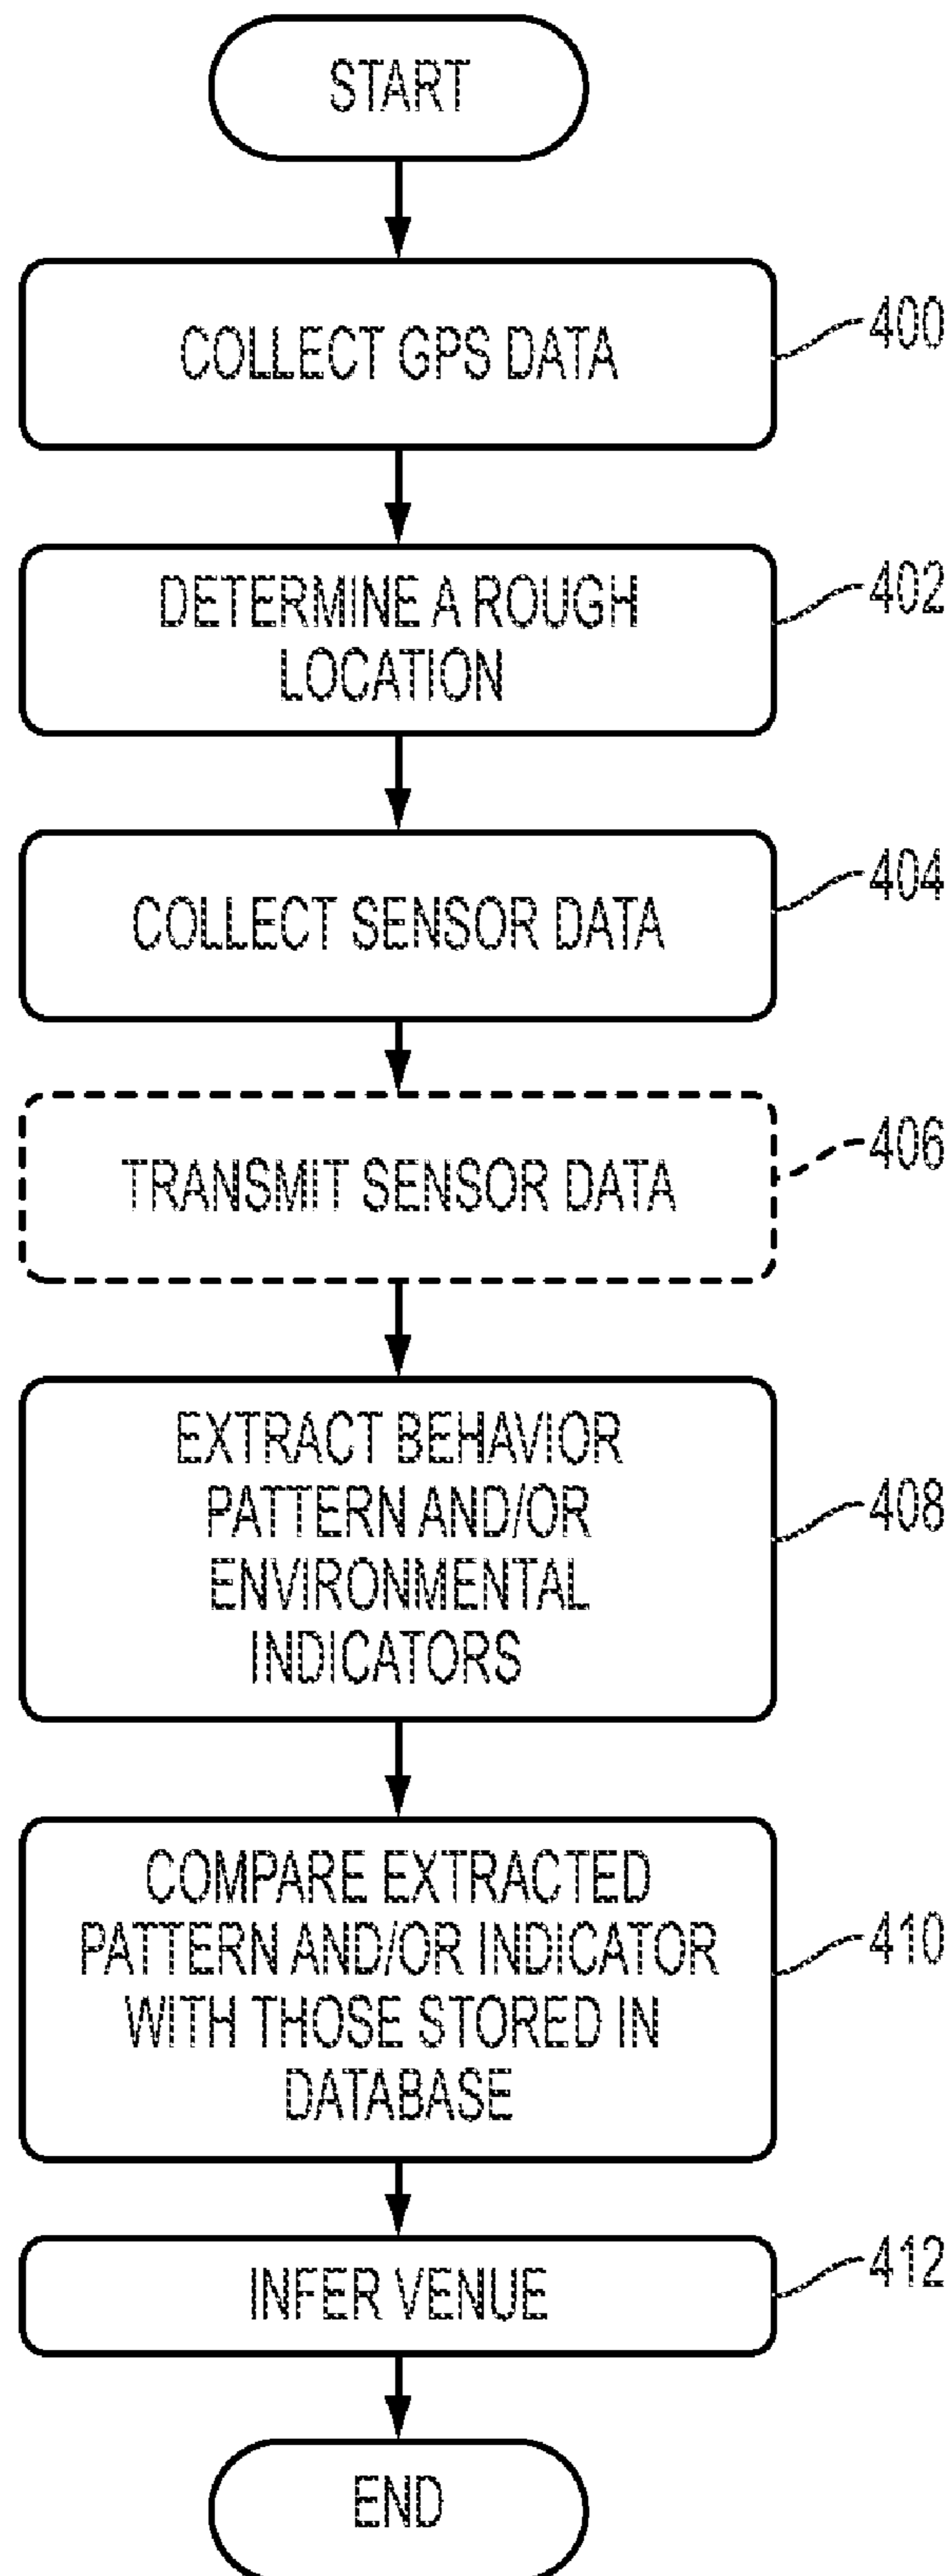 START
COLLECT GPS DATA
400
DETERMINE A ROUGH
LOCATION
402
COLLECT SENSOR DATA
404
TRANSMIT SENSOR DATA
406
EXTRACT BEHAVIOR
PATTERN AND/OR
ENVIRONMENTAL
INDICATORS
408
COMPARE EXTRACTED
PATTERN AND/OR INDICATOR
WITH THOSE STORED IN
DATABASE
410
INFER VENUE
412
END